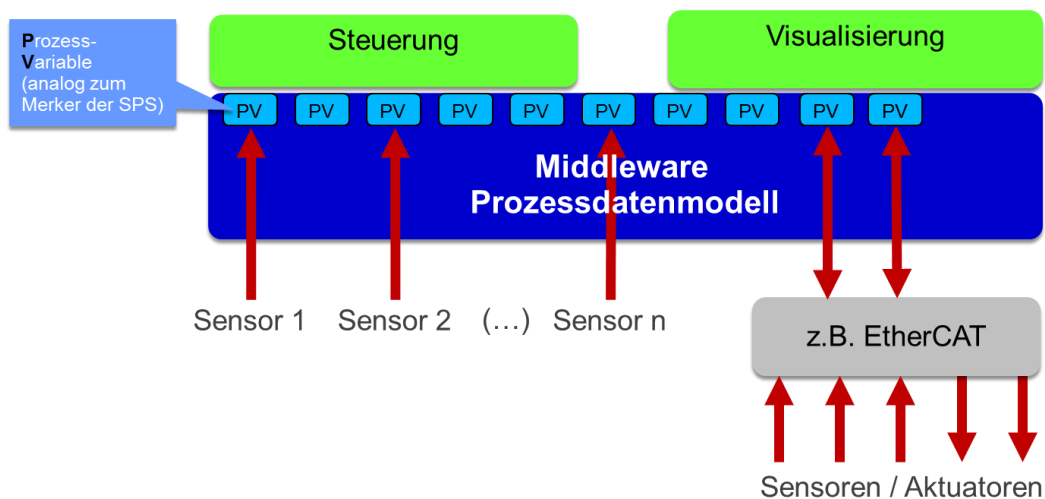 Prozess-
Variable
(analog zum
Merker der SPS)
Steuerung
Visualisierung
PV PV PV PV PV PV PV PV PV PV
Middleware
Prozessdatenmodell
Sensor 1 Sensor 2 (...) Sensor n
z.B. EtherCAT
Sensoren / Aktuatoren